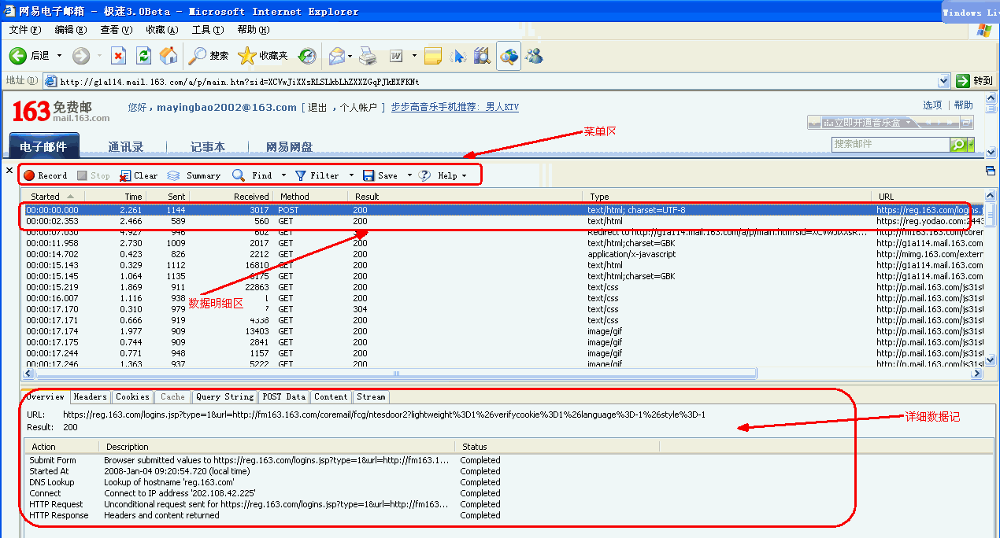 网易电子邮箱 - 极速3.0Beta - Microsoft Internet Explorer
Windows Li
文件(F) 编辑(E) 查看(V) 收藏(A) 工具(T) 帮助(H)
后退 搜索 收藏夹
地址(D) http://g1a114.mail.163.com/a/p/main.htm?sid=XCVwJiXXsRLSLkbLhZXXZGqFJkEXFKNt 转到
163 免费邮
mail.163.com
您好，mayingbao2002@163.com [ 退出 ，个人帐户 ] 步步高音乐手机推荐：男人KTV
选项 | 帮助
立即开通音乐盒
电子邮件 通讯录 记事本 网易网盘
搜索邮件
菜单区
Record Stop Clear Summary Find Filter Save Help
Started Time Sent Received Method Result Type URL
00:00:00.000 2.261 1144 3017 POST 200 text/html; charset=UTF-8 https://reg.163.com/logins.js
00:00:02.353 2.466 589 560 GET 200 text/html https://reg.yodao.com:2443
00:00:07.030 4.927 946 602 GET Redirect to http://g1a114.mail.163.com/a/p/main.htm?sid=XCVwJiXXsR... http://fm163.163.com/corem
00:00:11.958 2.730 1009 2017 GET 200 text/html;charset=GBK http://g1a114.mail.163.com
00:00:14.702 0.423 826 2212 GET 200 application/x-javascript http://mimg.163.com/extern
00:00:15.143 0.329 1112 16810 GET 200 text/html http://g1a114.mail.163.com
00:00:15.145 1.064 1135 6175 GET 200 text/html;charset=GBK http://g1a114.mail.163.com
00:00:15.219 1.869 911 22863 GET 200 text/css http://p.mail.163.com/js31st
00:00:16.007 1.116 938 GET 200 text/css http://p.mail.163.com/js31st
00:00:17.170 0.310 979 GET 304 text/css http://p.mail.163.com/js31st
数据明细区
00:00:17.171 0.666 919 4338 GET 200 text/css http://p.mail.163.com/js31st
00:00:17.174 1.977 909 13403 GET 200 image/gif http://p.mail.163.com/js31st
00:00:17.175 0.744 909 2841 GET 200 image/gif http://p.mail.163.com/js31st
00:00:17.244 0.771 948 1157 GET 200 image/gif http://p.mail.163.com/js31st
00:00:17.246 1.363 937 5222 GET 200 image/gif http://p.mail.163.com/js31st
Overview Headers Cookies Cache Query String POST Data Content Stream
URL: https://reg.163.com/logins.jsp?type=1&url=http://fm163.163.com/coremail/fcg/ntesdoor2?lightweight%3D1%26verifycookie%3D1%26language%3D-1%26style%3D-1
Result: 200
详细数据记
Action Description Status
Submit Form Browser submitted values to https://reg.163.com/logins.jsp?type=1&url=http://fm163.1... Completed
Started At 2008-Jan-04 09:20:54.720 (local time) Completed
DNS Lookup Lookup of hostname 'reg.163.com' Completed
Connect Connect to IP address '202.108.42.225' Completed
HTTP Request Unconditional request sent for https://reg.163.com/logins.jsp?type=1&url=http://fm163... Completed
HTTP Response Headers and content returned Completed